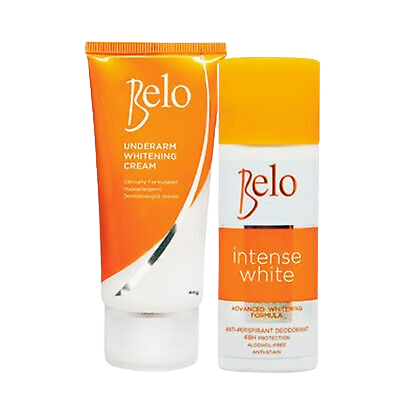 Belo
UNDERARM
WHITENING
CREAM
Clinically Formulated
Hypoallergenic
Dermatologist-tested
40g
Belo
intense
white
ADVANCED WHITENING
FORMULA
ANTI-PERSPIRANT DEODORANT
48H PROTECTION
ALCOHOL-FREE
ANTI-STAIN